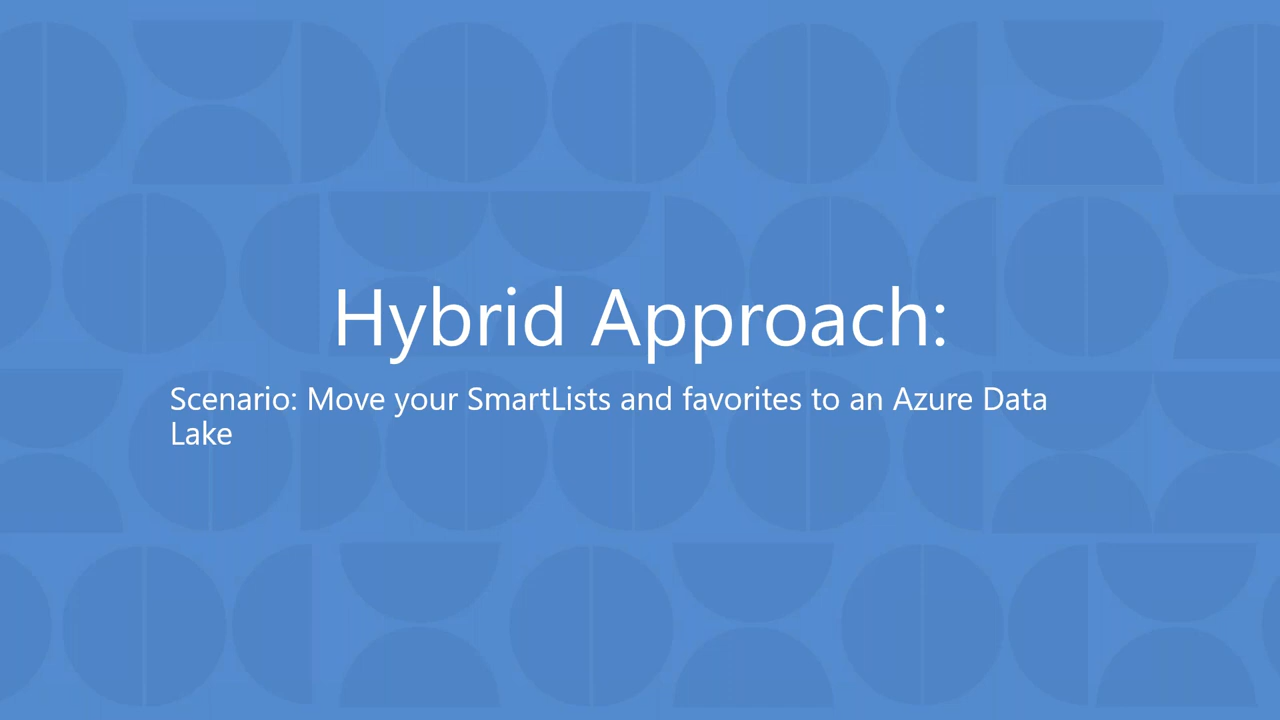 Hybrid Approach:
Scenario: Move your SmartLists and favorites to an Azure Data
Lake